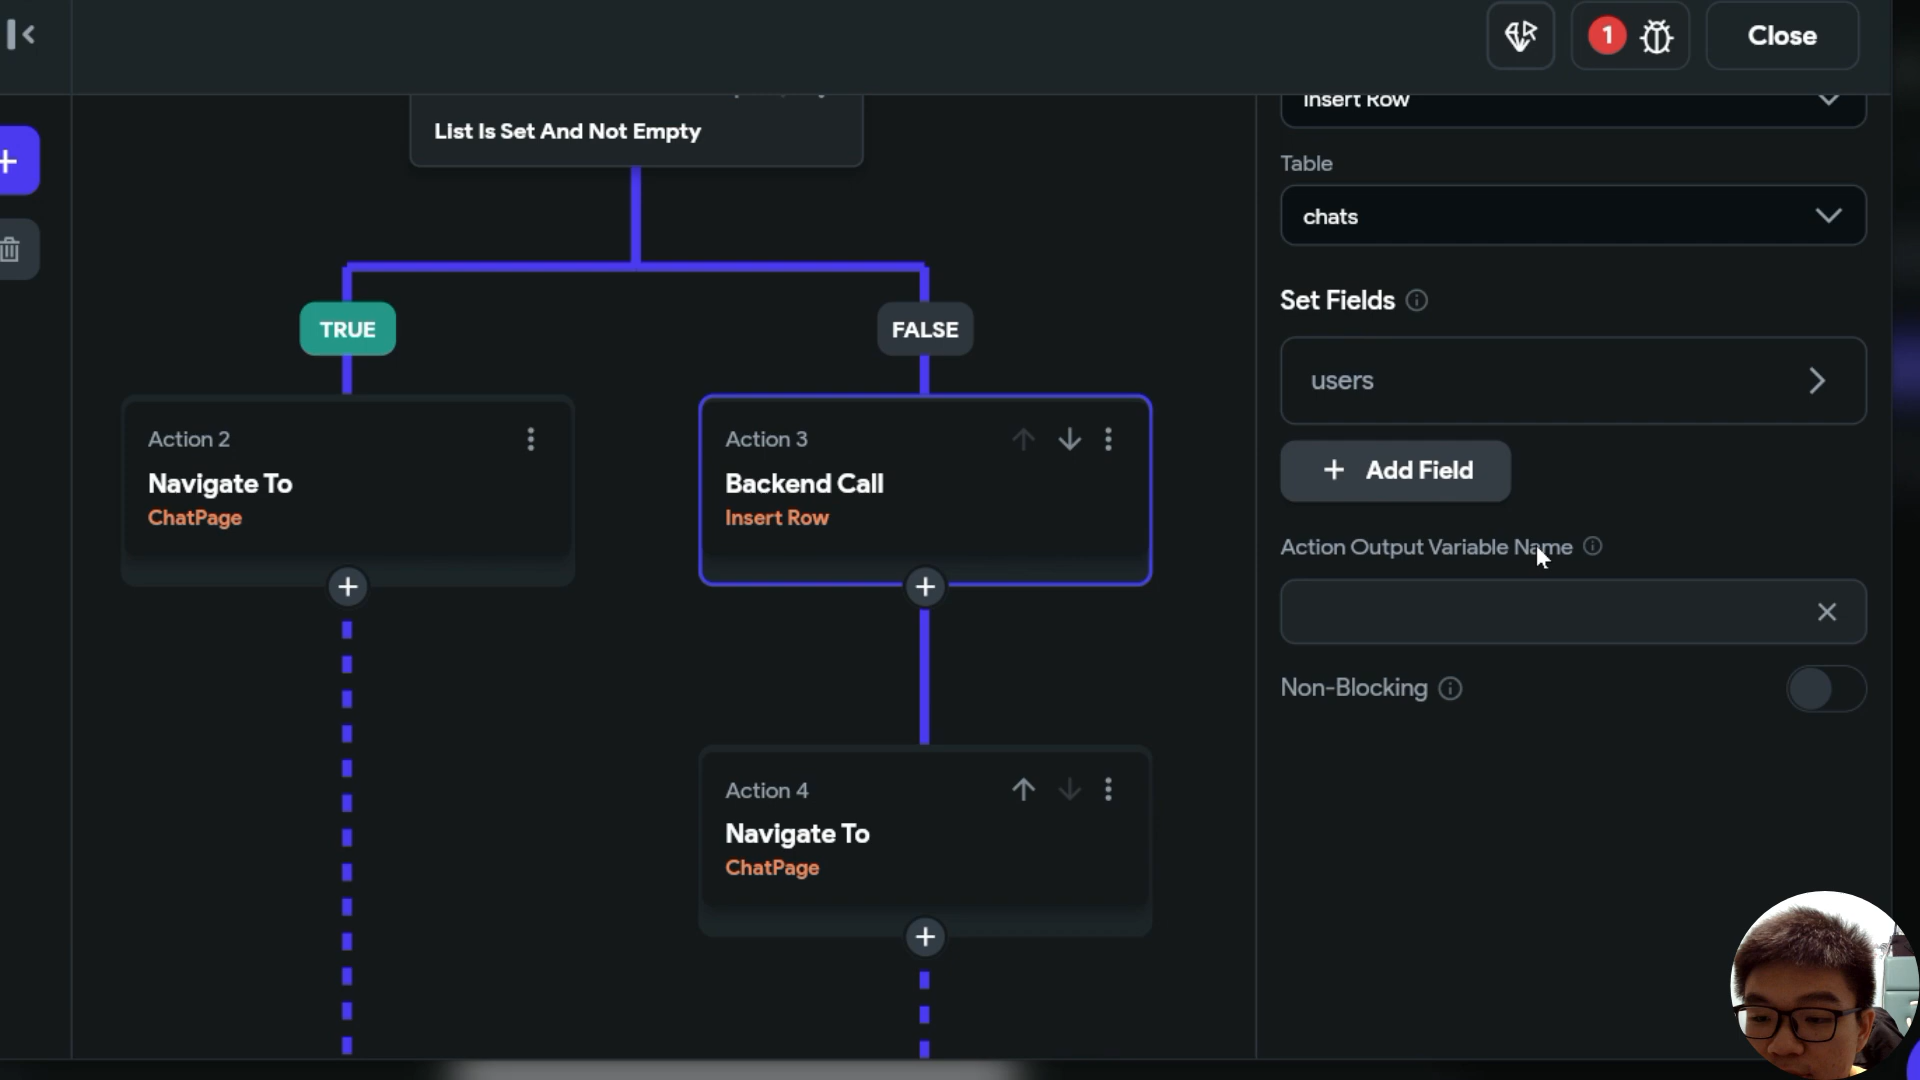 1
Close
List Is Set And Not Empty
Insert Row
Table
chats
TRUE
FALSE
Set Fields
users
Add Field
Action 2
Navigate To
ChatPage
Action 3
Backend Call
Insert Row
Action Output Variable Name
Non-Blocking
Action 4
Navigate To
ChatPage